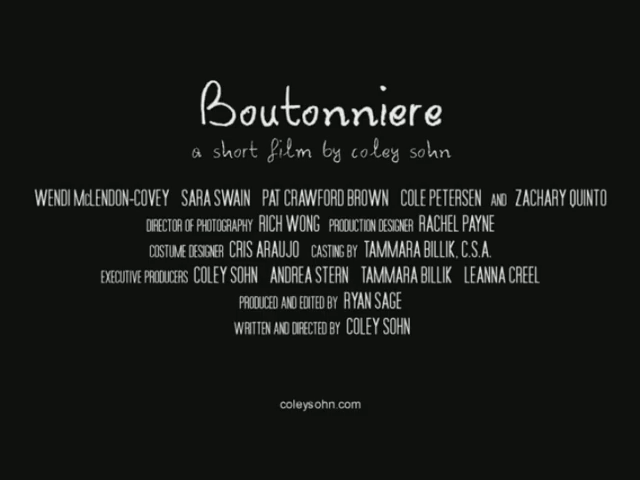 Boutonniere
a short film by coley sohn
WENDI McLENDON-COVEY SARA SWAIN PAT CRAWFORD BROWN COLE PETERSEN AND ZACHARY QUINTO
DIRECTOR OF PHOTOGRAPHY RICH WONG PRODUCTION DESIGNER RACHEL PAYNE
COSTUME DESIGNER CRIS ARAUJO CASTING BY TAMMARA BILLIK, C.S.A.
EXECUTIVE PRODUCERS COLEY SOHN ANDREA STERN TAMMARA BILLIK LEANNA CREEL
PRODUCED AND EDITED BY RYAN SAGE
WRITTEN AND DIRECTED BY COLEY SOHN
coleysohn.com